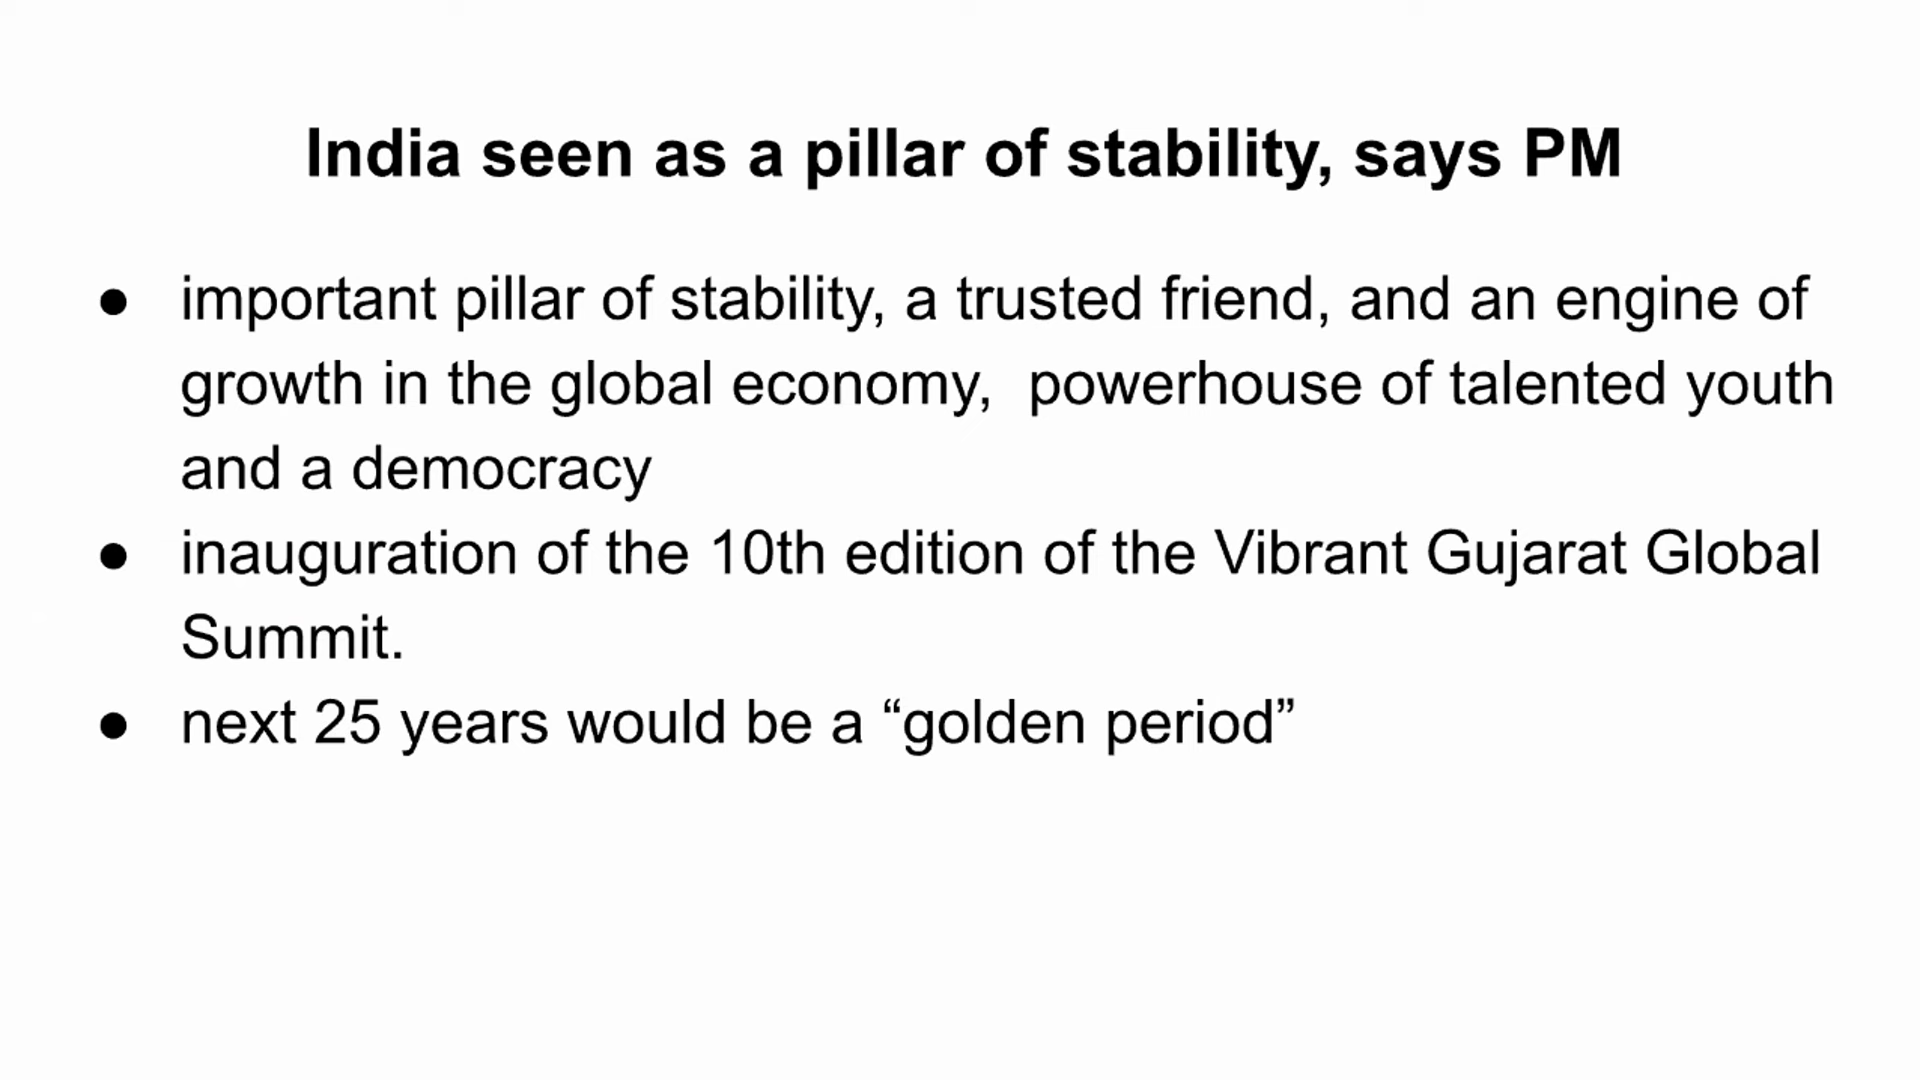 India seen as a pillar of stability, says PM
● important pillar of stability, a trusted friend, and an engine of
growth in the global economy,  powerhouse of talented youth
and a democracy
● inauguration of the 10th edition of the Vibrant Gujarat Global
Summit.
● next 25 years would be a “golden period”